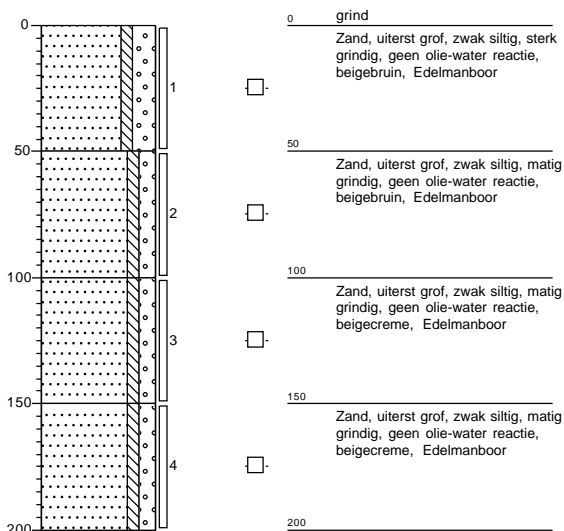 0
0
grind
Zand, uiterst grof, zwak siltig, sterk
grindig, geen olie-water reactie,
beigebruin, Edelmanboor
1
50
50
Zand, uiterst grof, zwak siltig, matig
grindig, geen olie-water reactie,
beigebruin, Edelmanboor
2
100
100
Zand, uiterst grof, zwak siltig, matig
grindig, geen olie-water reactie,
beigecreme, Edelmanboor
3
150
150
Zand, uiterst grof, zwak siltig, matig
grindig, geen olie-water reactie,
beigecreme, Edelmanboor
4
200
200